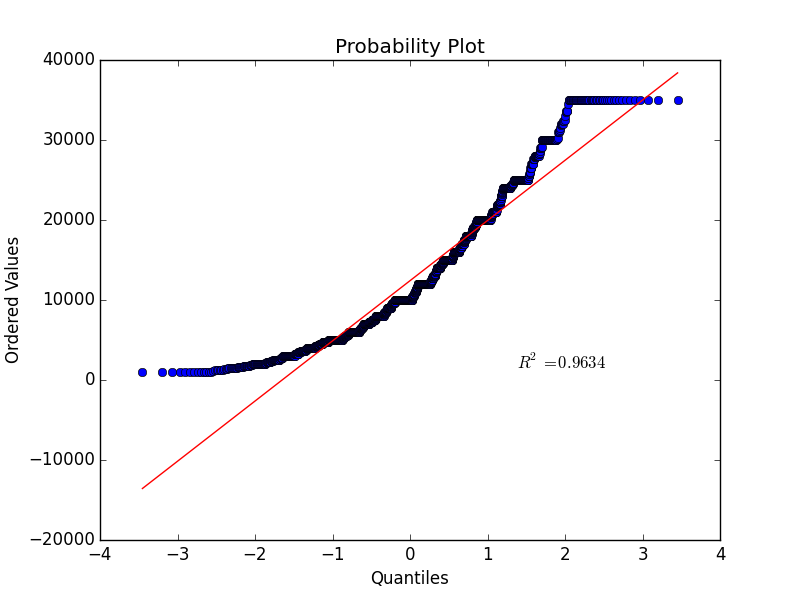 Probability Plot
40000
30000
20000
10000
0
−10000
−20000
Ordered Values
R² =0.9634
−4 −3 −2 −1 0 1 2 3 4
Quantiles